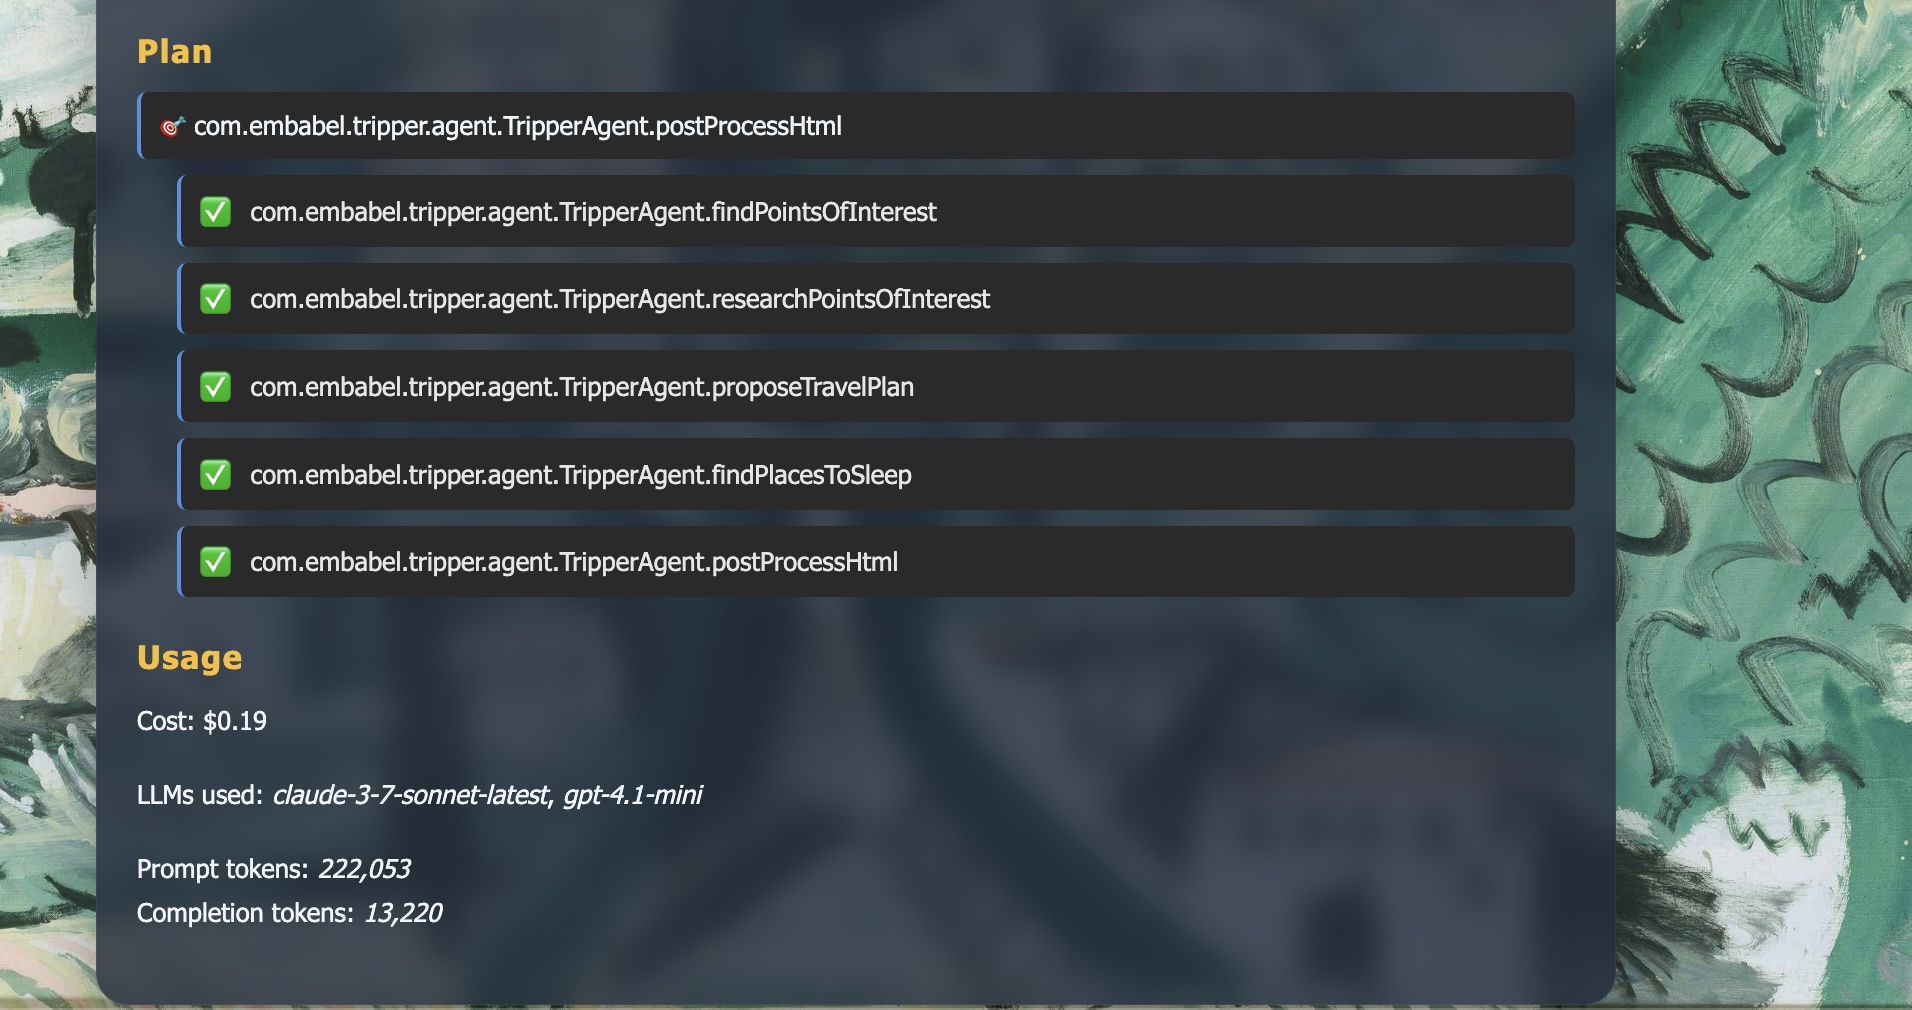 Plan
🎯 com.embabel.tripper.agent.TripperAgent.postProcessHtml
✅ com.embabel.tripper.agent.TripperAgent.findPointsOfInterest
✅ com.embabel.tripper.agent.TripperAgent.researchPointsOfInterest
✅ com.embabel.tripper.agent.TripperAgent.proposeTravelPlan
✅ com.embabel.tripper.agent.TripperAgent.findPlacesToSleep
✅ com.embabel.tripper.agent.TripperAgent.postProcessHtml
Usage
Cost: $0.19
LLMs used: claude-3-7-sonnet-latest, gpt-4.1-mini
Prompt tokens: 222,053
Completion tokens: 13,220